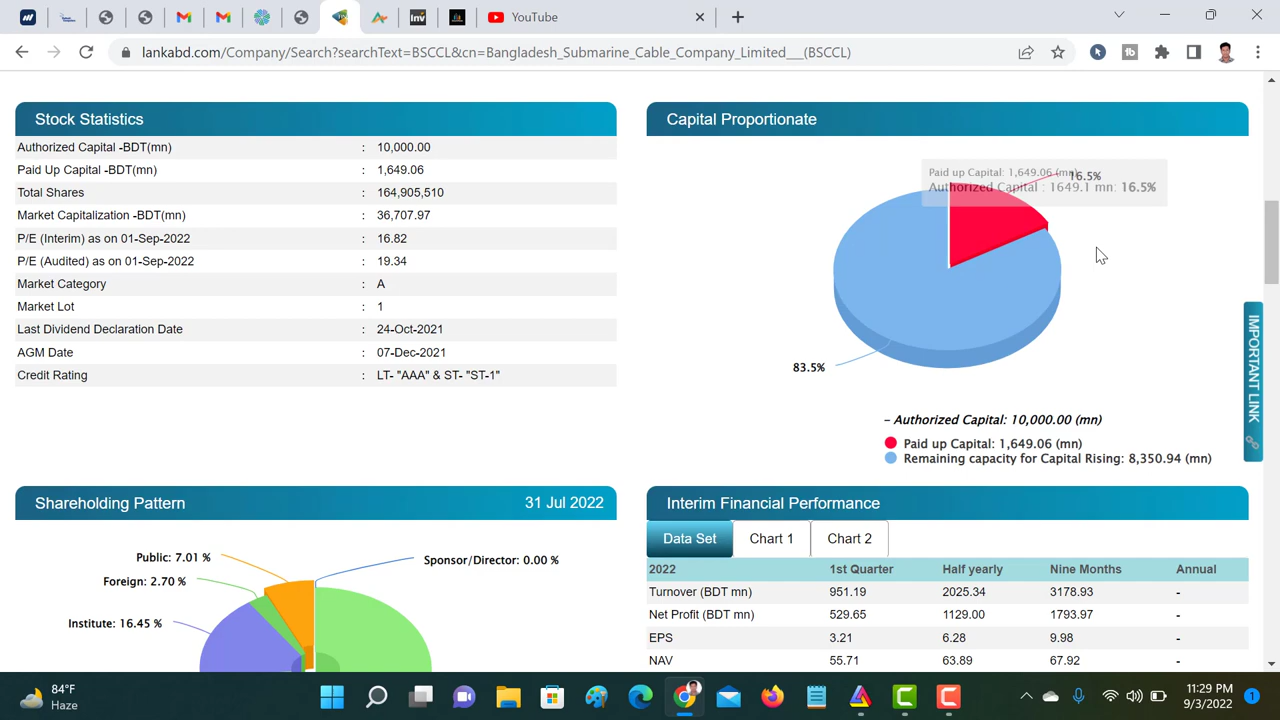 Inv
YouTube
lankabd.com/Company/Search?searchText=BSCCL&cn=Bangladesh_Submarine_Cable_Company_Limited___(BSCCL)
Stock Statistics
Authorized Capital -BDT(mn) : 10,000.00
Paid Up Capital -BDT(mn) : 1,649.06
Total Shares : 164,905,510
Market Capitalization -BDT(mn) : 36,707.97
P/E (Interim) as on 01-Sep-2022 : 16.82
P/E (Audited) as on 01-Sep-2022 : 19.34
Market Category : A
Market Lot : 1
Last Dividend Declaration Date : 24-Oct-2021
AGM Date : 07-Dec-2021
Credit Rating : LT- "AAA" & ST- "ST-1"
Capital Proportionate
Paid up Capital: 1,649.06 (mn)
16.5%
Authorized Capital : 1649.1 mn: 16.5%
83.5%
– Authorized Capital: 10,000.00 (mn)
Paid up Capital: 1,649.06 (mn)
Remaining capacity for Capital Rising: 8,350.94 (mn)
IMPORTANT LINK
Shareholding Pattern 31 Jul 2022
Public: 7.01 %
Sponsor/Director: 0.00 %
Foreign: 2.70 %
Institute: 16.45 %
Interim Financial Performance
Data Set Chart 1 Chart 2
2022 1st Quarter Half yearly Nine Months Annual
Turnover (BDT mn) 951.19 2025.34 3178.93 -
Net Profit (BDT mn) 529.65 1129.00 1793.97 -
EPS 3.21 6.28 9.98 -
NAV 55.71 63.89 67.92 -
84°F
Haze
11:29 PM
9/3/2022
1